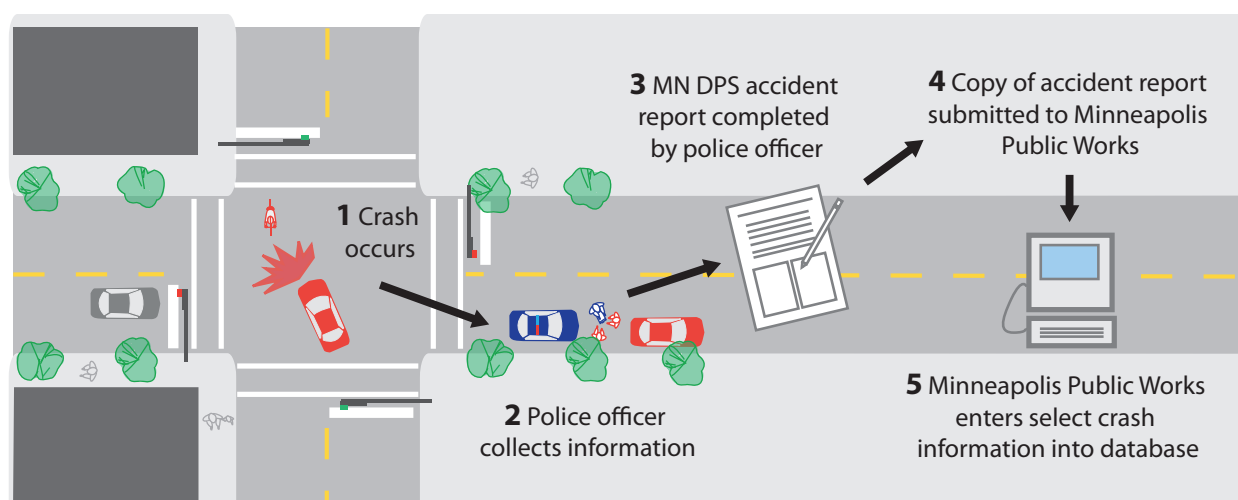 1 Crash
occurs
2 Police officer
collects information
3 MN DPS accident
report completed
by police officer
4 Copy of accident report
submitted to Minneapolis
Public Works
5 Minneapolis Public Works
enters select crash
information into database